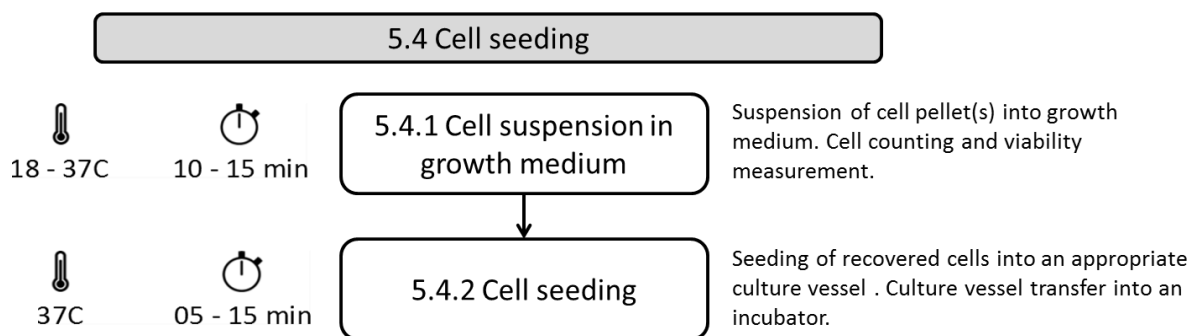 5.4 Cell seeding
18 - 37C
10 - 15 min
5.4.1 Cell suspension in
growth medium
Suspension of cell pellet(s) into growth
medium. Cell counting and viability
measurement.
37C
05 - 15 min
5.4.2 Cell seeding
Seeding of recovered cells into an appropriate
culture vessel . Culture vessel transfer into an
incubator.